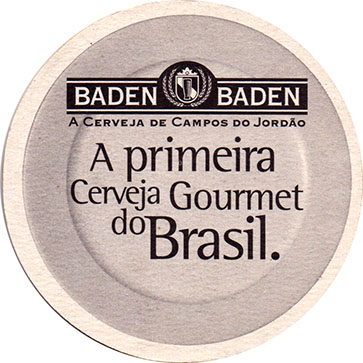 BADEN BADEN
A CERVEJA DE CAMPOS DO JORDÃO
A primeira
Cerveja Gourmet
do Brasil.